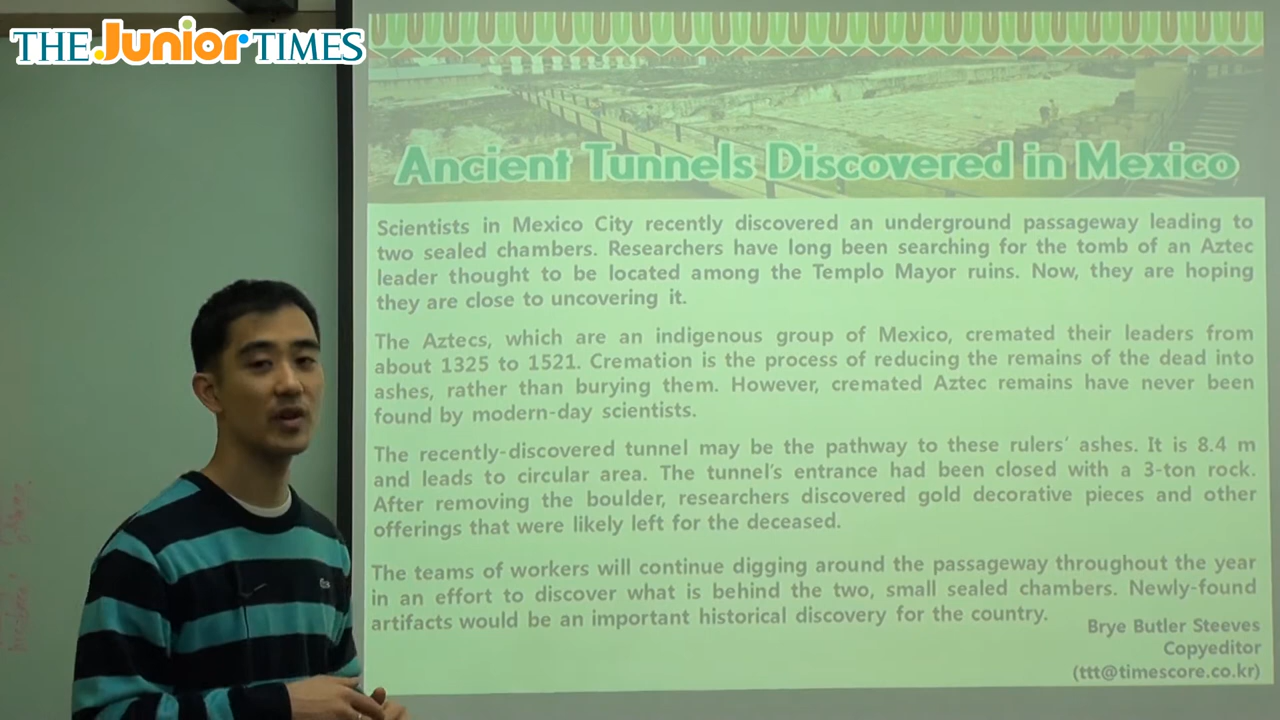 THE Junior TIMES
Ancient Tunnels Discovered in Mexico
Scientists in Mexico City recently discovered an underground passageway leading to
two sealed chambers. Researchers have long been searching for the tomb of an Aztec
leader thought to be located among the Templo Mayor ruins. Now, they are hoping
they are close to uncovering it.
The Aztecs, which are an indigenous group of Mexico, cremated their leaders from
about 1325 to 1521. Cremation is the process of reducing the remains of the dead into
ashes, rather than burying them. However, cremated Aztec remains have never been
found by modern-day scientists.
The recently-discovered tunnel may be the pathway to these rulers' ashes. It is 8.4 m
and leads to circular area. The tunnel's entrance had been closed with a 3-ton rock.
After removing the boulder, researchers discovered gold decorative pieces and other
offerings that were likely left for the deceased.
The teams of workers will continue digging around the passageway throughout the year
in an effort to discover what is behind the two, small sealed chambers. Newly-found
artifacts would be an important historical discovery for the country.
Brye Butler Steeves
Copyeditor
(ttt@timescore.co.kr)